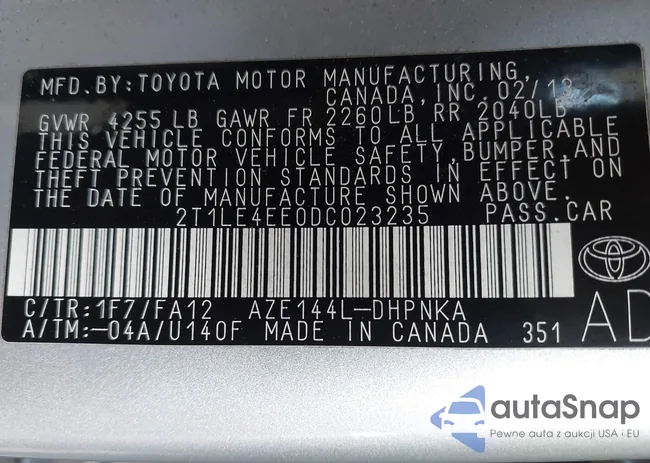 MFD. BY: TOYOTA MOTOR MANUFACTURING,
CANADA, INC. 02/13
GVWR 4255 LB GAWR FR 2260LB RR 2040LB
THIS VEHICLE CONFORMS TO ALL APPLICABLE
FEDERAL MOTOR VEHICLE SAFETY, BUMPER, AND
THEFT PREVENTION STANDARDS IN EFFECT ON
THE DATE OF MANUFACTURE SHOWN ABOVE.
2T1LE4EE0DC023235 PASS.CAR
C/TR:1F7/FA12 AZE144L-DHPNKA
A/TM:-04A/U140F MADE IN CANADA 351
AD
autaSnap
Pewne auta z aukcji USA i EU